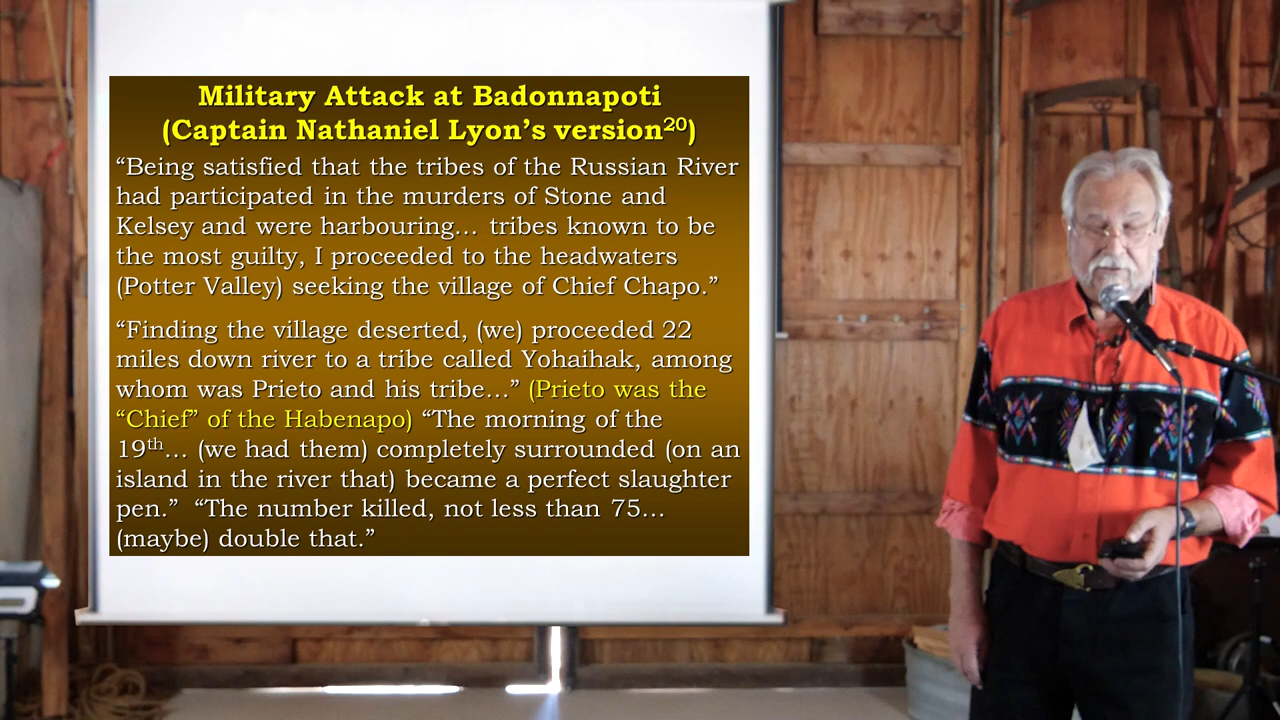 Military Attack at Badonnapoti
(Captain Nathaniel Lyon’s version²⁰)
“Being satisfied that the tribes of the Russian River
had participated in the murders of Stone and
Kelsey and were harbouring… tribes known to be
the most guilty, I proceeded to the headwaters
(Potter Valley) seeking the village of Chief Chapo.”
“Finding the village deserted, (we) proceeded 22
miles down river to a tribe called Yohaihak, among
whom was Prieto and his tribe…” (Prieto was the
“Chief” of the Habenapo) “The morning of the
19th… (we had them) completely surrounded (on an
island in the river that) became a perfect slaughter
pen.” “The number killed, not less than 75…
(maybe) double that.”